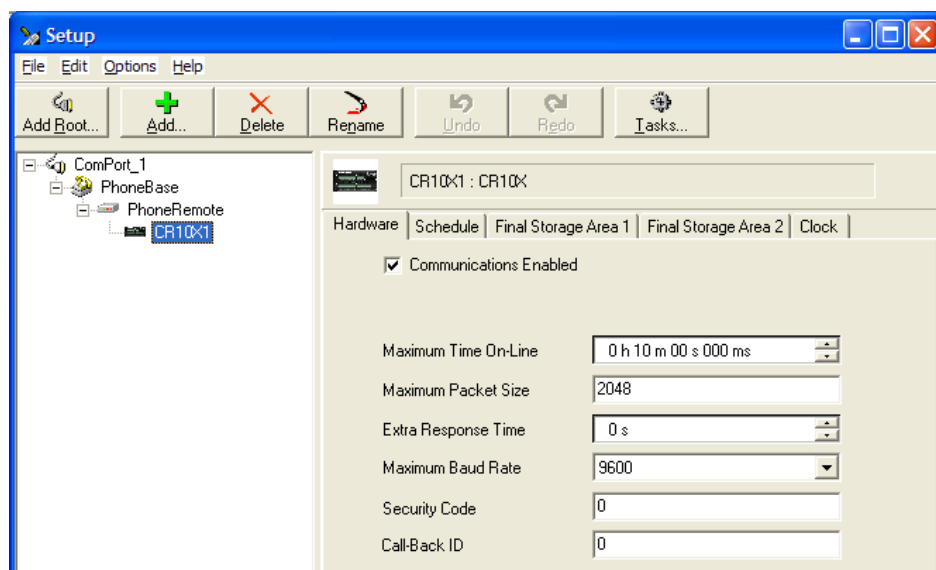 Setup
File Edit Options Help
Add Root... Add... Delete Rename Undo Redo Tasks...
ComPort_1
PhoneBase
PhoneRemote
CR10X1
CR10X1 : CR10X
Hardware Schedule Final Storage Area 1 Final Storage Area 2 Clock
Communications Enabled
Maximum Time On-Line 0 h 10 m 00 s 000 ms
Maximum Packet Size 2048
Extra Response Time 0 s
Maximum Baud Rate 9600
Security Code 0
Call-Back ID 0